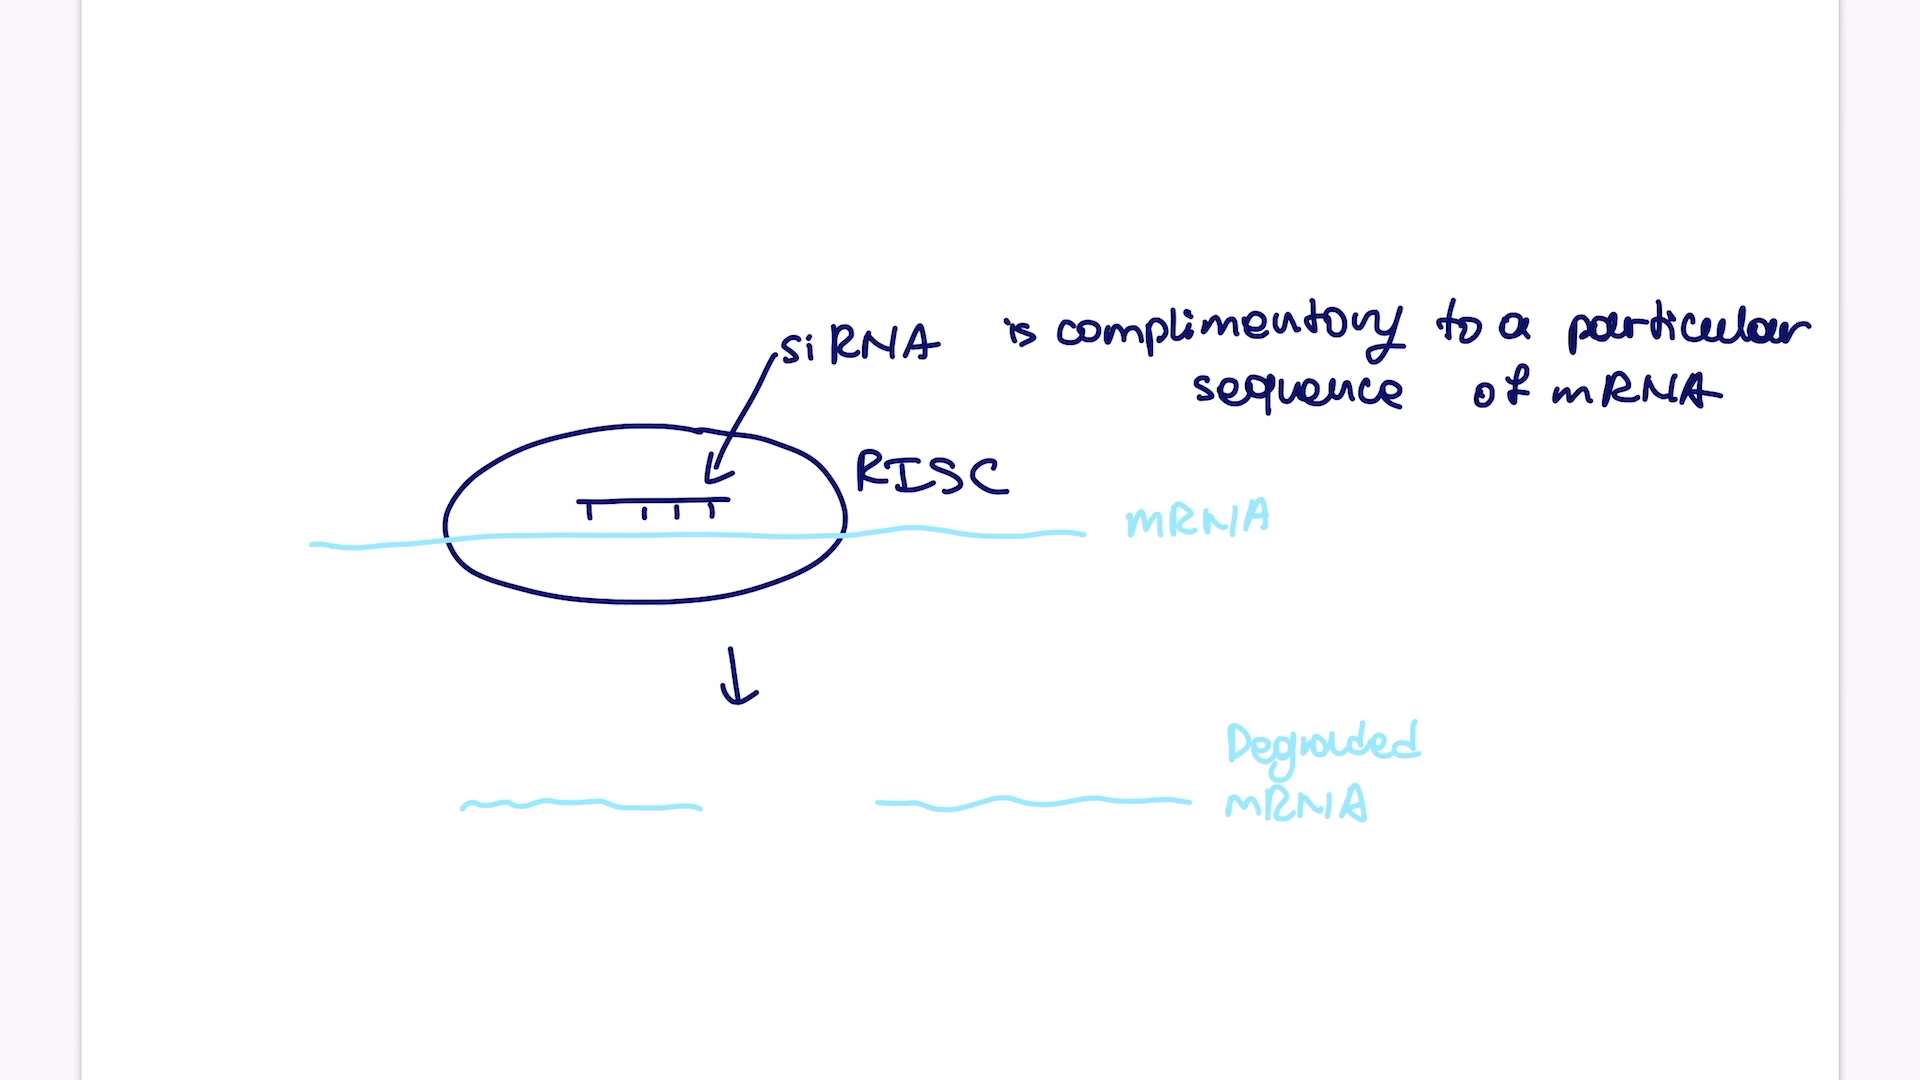 siRNA is complimentory to a particular
sequence of mRNA
RISC
mRNA
Degraded
mRNA